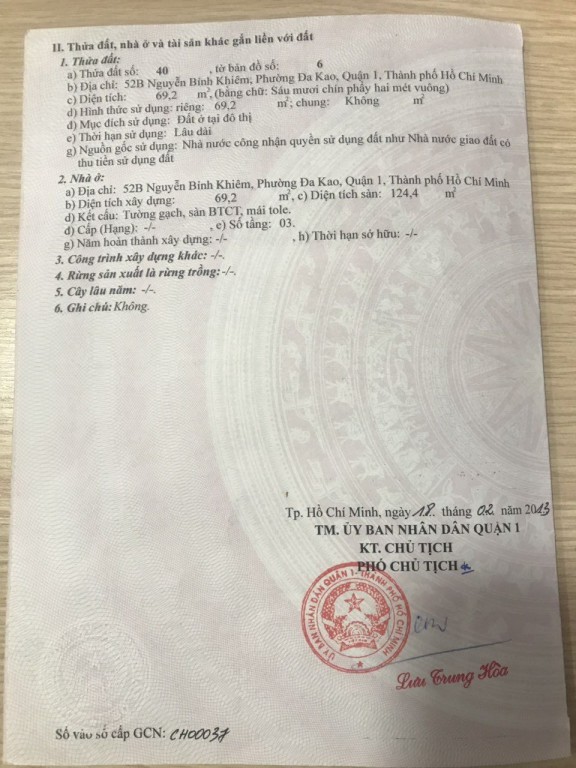 II. Thửa đất, nhà ở và tài sản khác gắn liền với đất
1. Thửa đất:
a) Thửa đất số: 40 , tờ bản đồ số: 6
b) Địa chỉ: 52B Nguyễn Bỉnh Khiêm, Phường Đa Kao, Quận 1, Thành phố Hồ Chí Minh
c) Diện tích: 69,2 m², (bằng chữ: Sáu mươi chín phẩy hai mét vuông)
d) Hình thức sử dụng: riêng: 69,2 m²; chung: Không m²
đ) Mục đích sử dụng: Đất ở tại đô thị
e) Thời hạn sử dụng: Lâu dài
g) Nguồn gốc sử dụng: Nhà nước công nhận quyền sử dụng đất như Nhà nước giao đất có
thu tiền sử dụng đất
2. Nhà ở:
a) Địa chỉ: 52B Nguyễn Bỉnh Khiêm, Phường Đa Kao, Quận 1, Thành phố Hồ Chí Minh
b) Diện tích xây dựng: 69,2 m², c) Diện tích sàn: 124,4 m²
d) Kết cấu: Tường gạch, sàn BTCT, mái tole.
đ) Cấp (Hạng): -/- , e) Số tầng: 03.
g) Năm hoàn thành xây dựng: -/- , h) Thời hạn sở hữu: -/-
3. Công trình xây dựng khác: -/-.
4. Rừng sản xuất là rừng trồng:-/-.
5. Cây lâu năm: -/-.
6. Ghi chú: Không.
Tp. Hồ Chí Minh, ngày 18. tháng 02 năm 2013
TM. ỦY BAN NHÂN DÂN QUẬN 1
KT. CHỦ TỊCH
PHÓ CHỦ TỊCH
ỦY BAN NHÂN DÂN QUẬN 1 - THÀNH PHỐ HỒ CHÍ MINH
Lưu Trung Hòa
Số vào sổ cấp GCN: CH00037